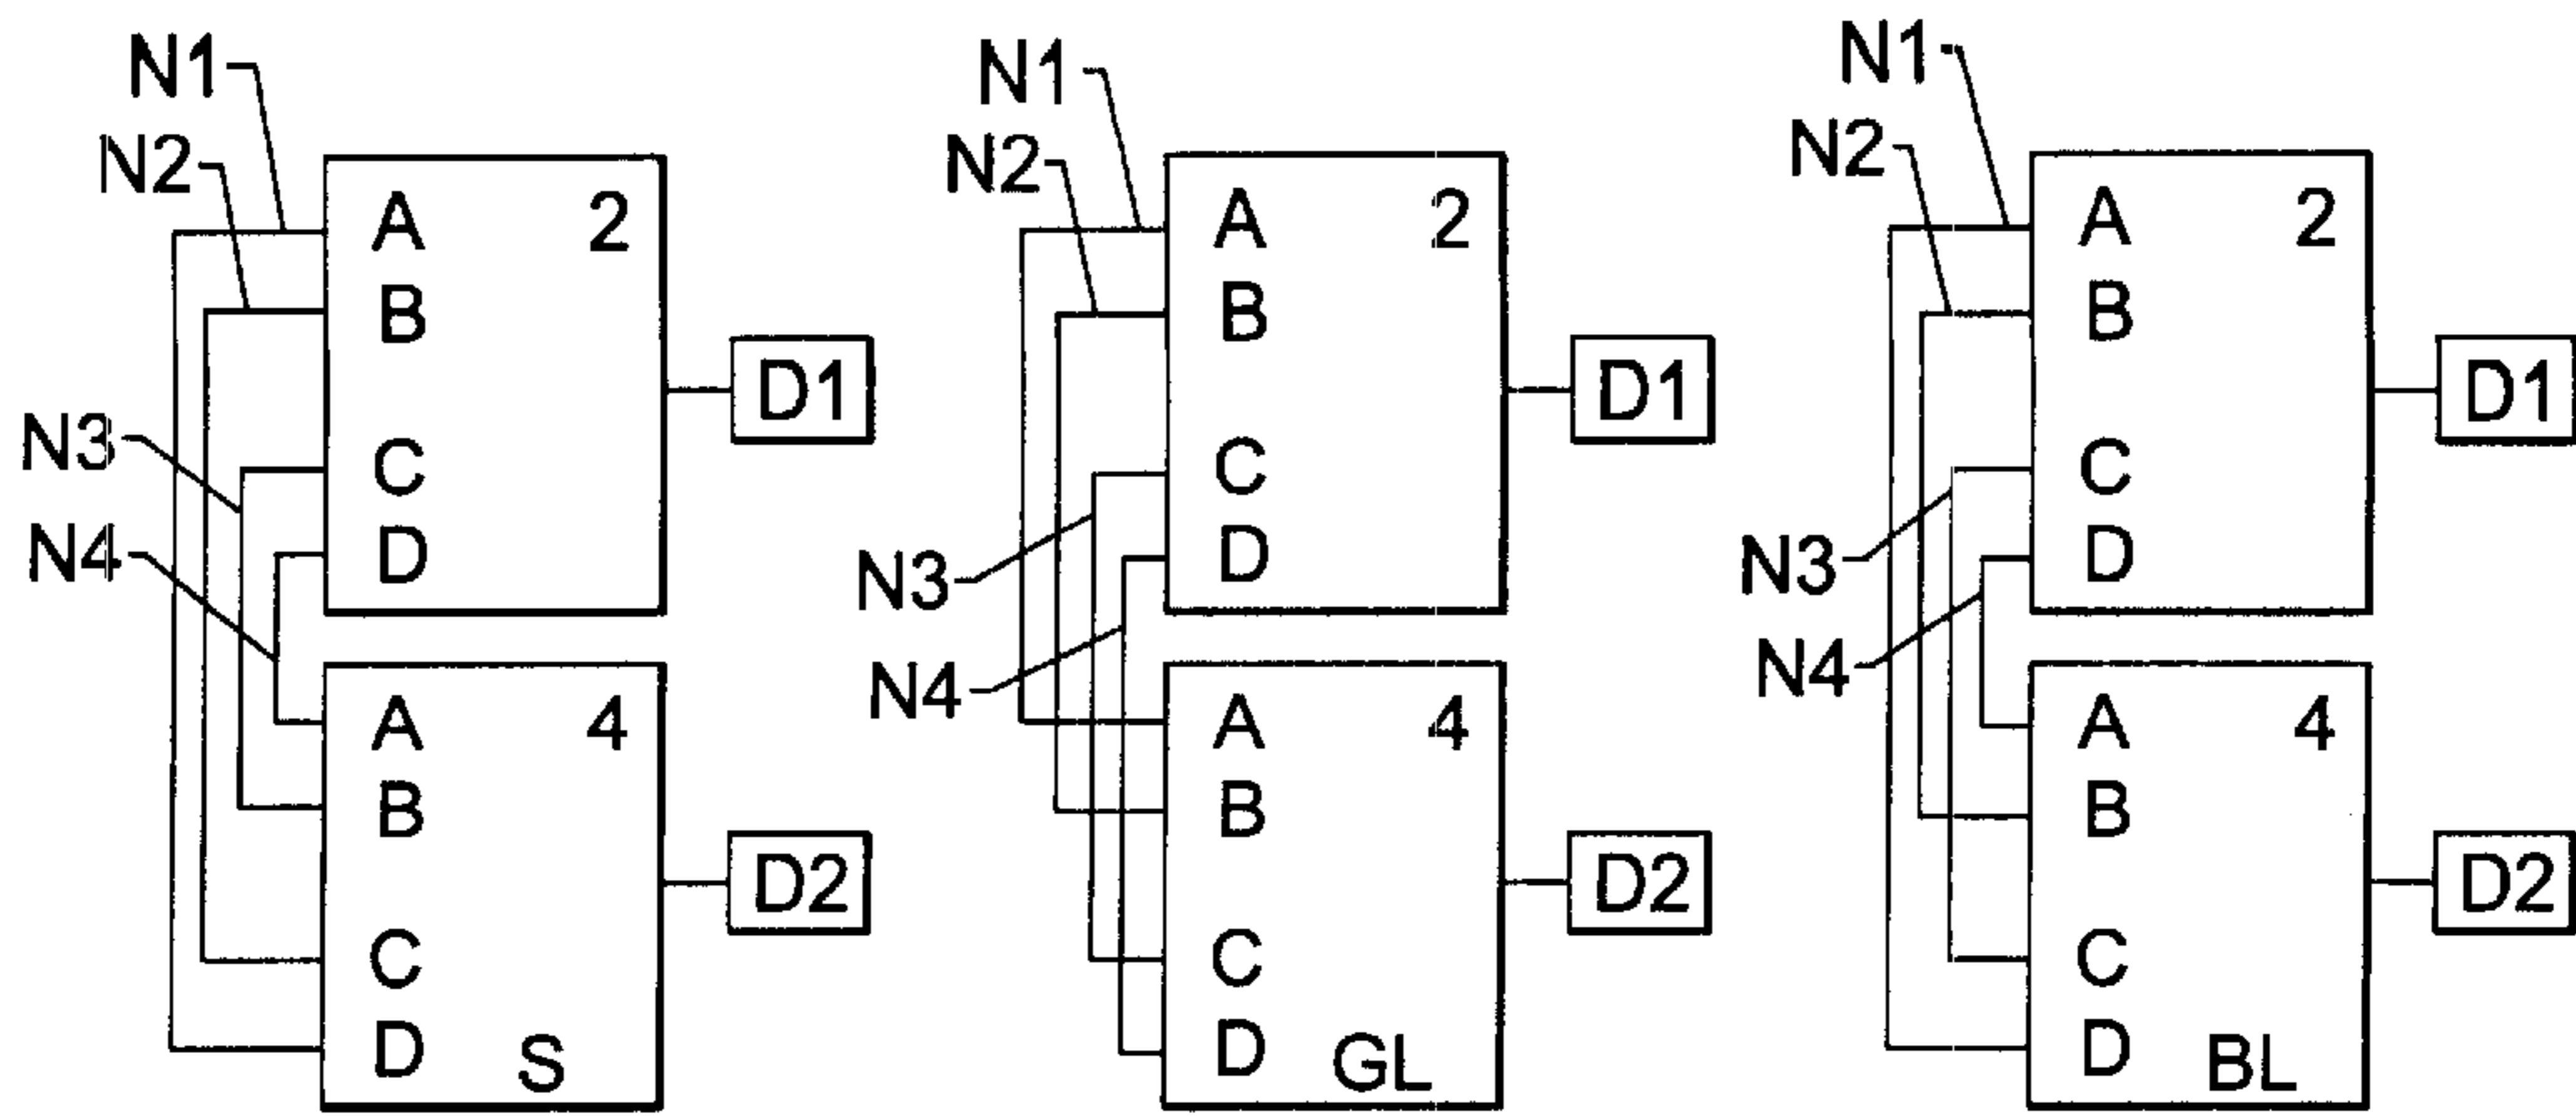 N1 N1 N1
N2 N2 N2
A 2 A 2 A 2
B B B
D1 D1 D1
N3 C C C
N4 D N3 D N3 D
N4 N4
A 4 A 4 A 4
B B B
D2 D2 D2
C C C
D S D GL D BL